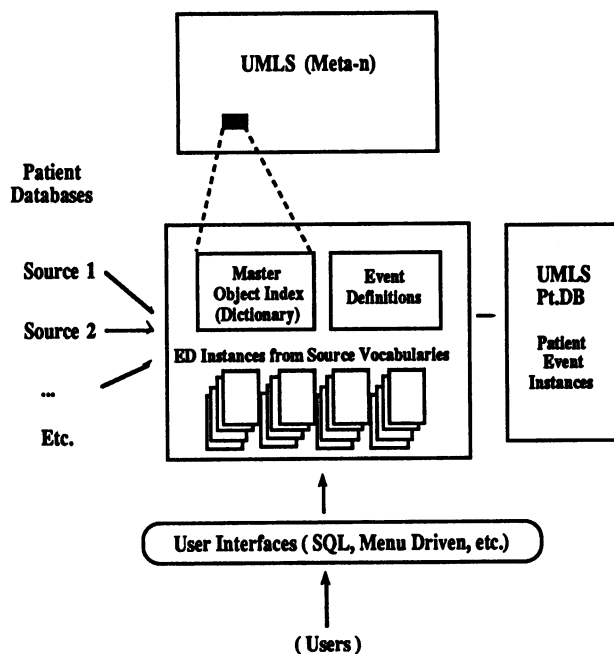 UMLS (Meta-n)
Patient
Databases
Source 1
Source 2
...
Etc.
Master
Object Index
(Dictionary)
Event
Definitions
ED Instances from Source Vocabularies
UMLS
Pt.DB
Patient
Event
Instances
User Interfaces ( SQL, Menu Driven, etc.)
( Users )